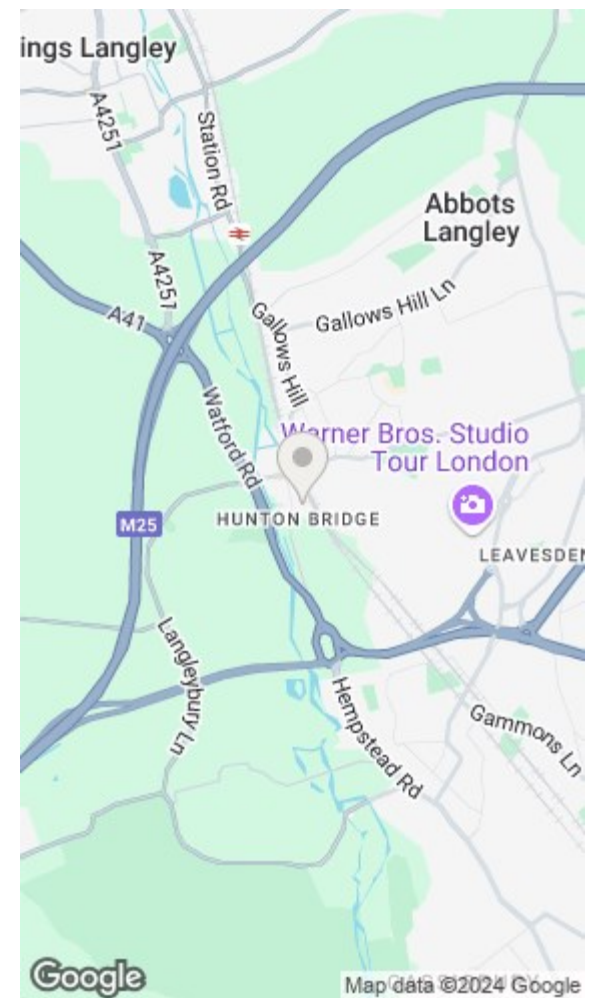 ings Langley
A4251
Station Rd
Abbots
Langley
A4251
Gallows Hill Ln
A41
Gallows Hill
Watford Rd
Warner Bros. Studio
Tour London
M25
HUNTON BRIDGE
LEAVESDEN
Langleybury Ln
Hempstead Rd
Gammons Ln
Google
Map data ©2024 Google